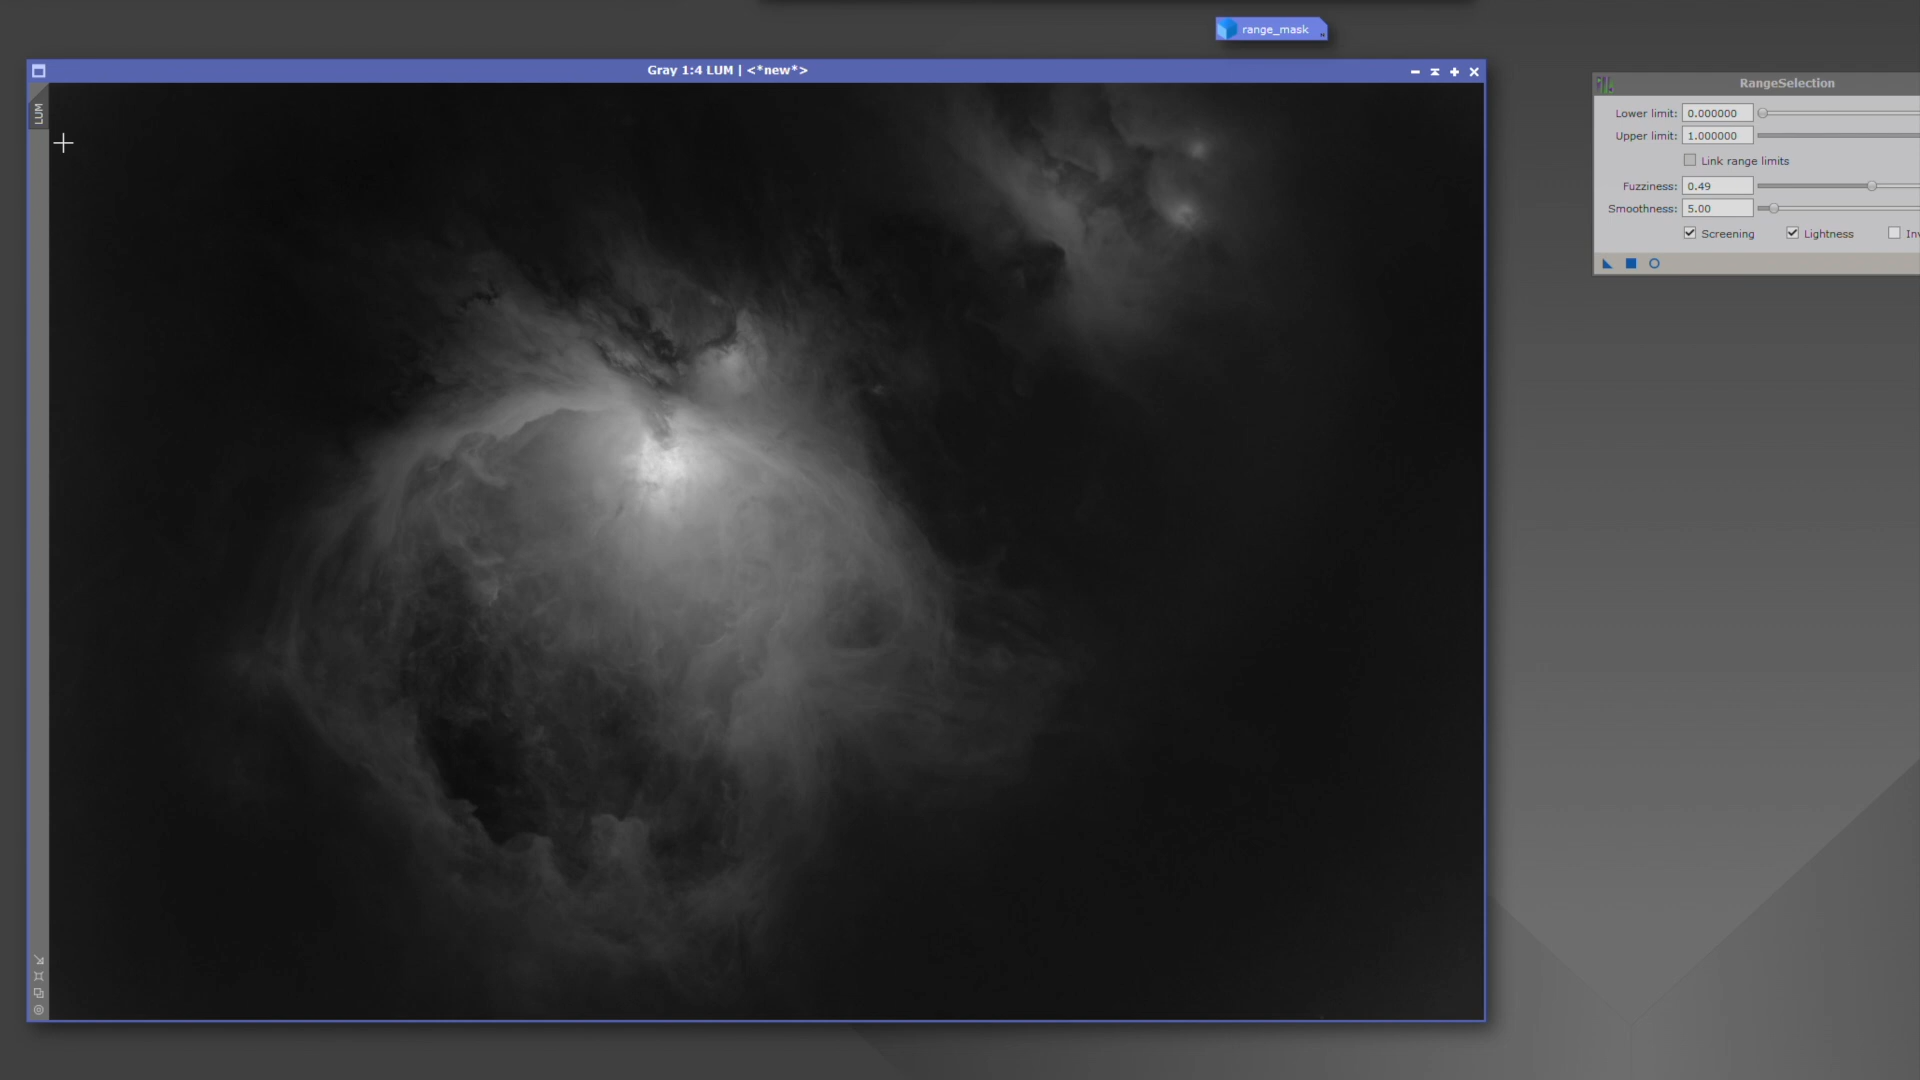 range_mask
Gray 1:4 LUM | <*new*>
LUM
RangeSelection
Lower limit: 0.000000
Upper limit: 1.000000
Link range limits
Fuzziness: 0.49
Smoothness: 5.00
Screening Lightness Inv